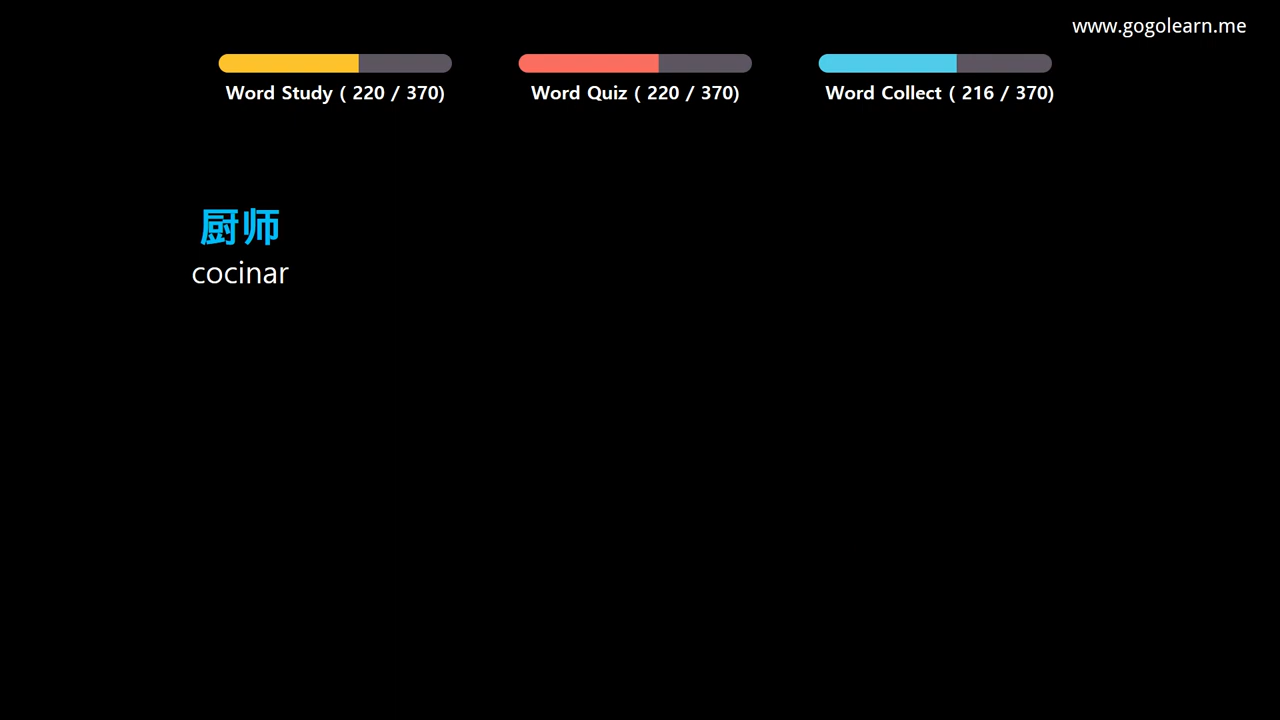 www.gogolearn.me
Word Study ( 220 / 370)
Word Quiz ( 220 / 370)
Word Collect ( 216 / 370)
厨师
cocinar